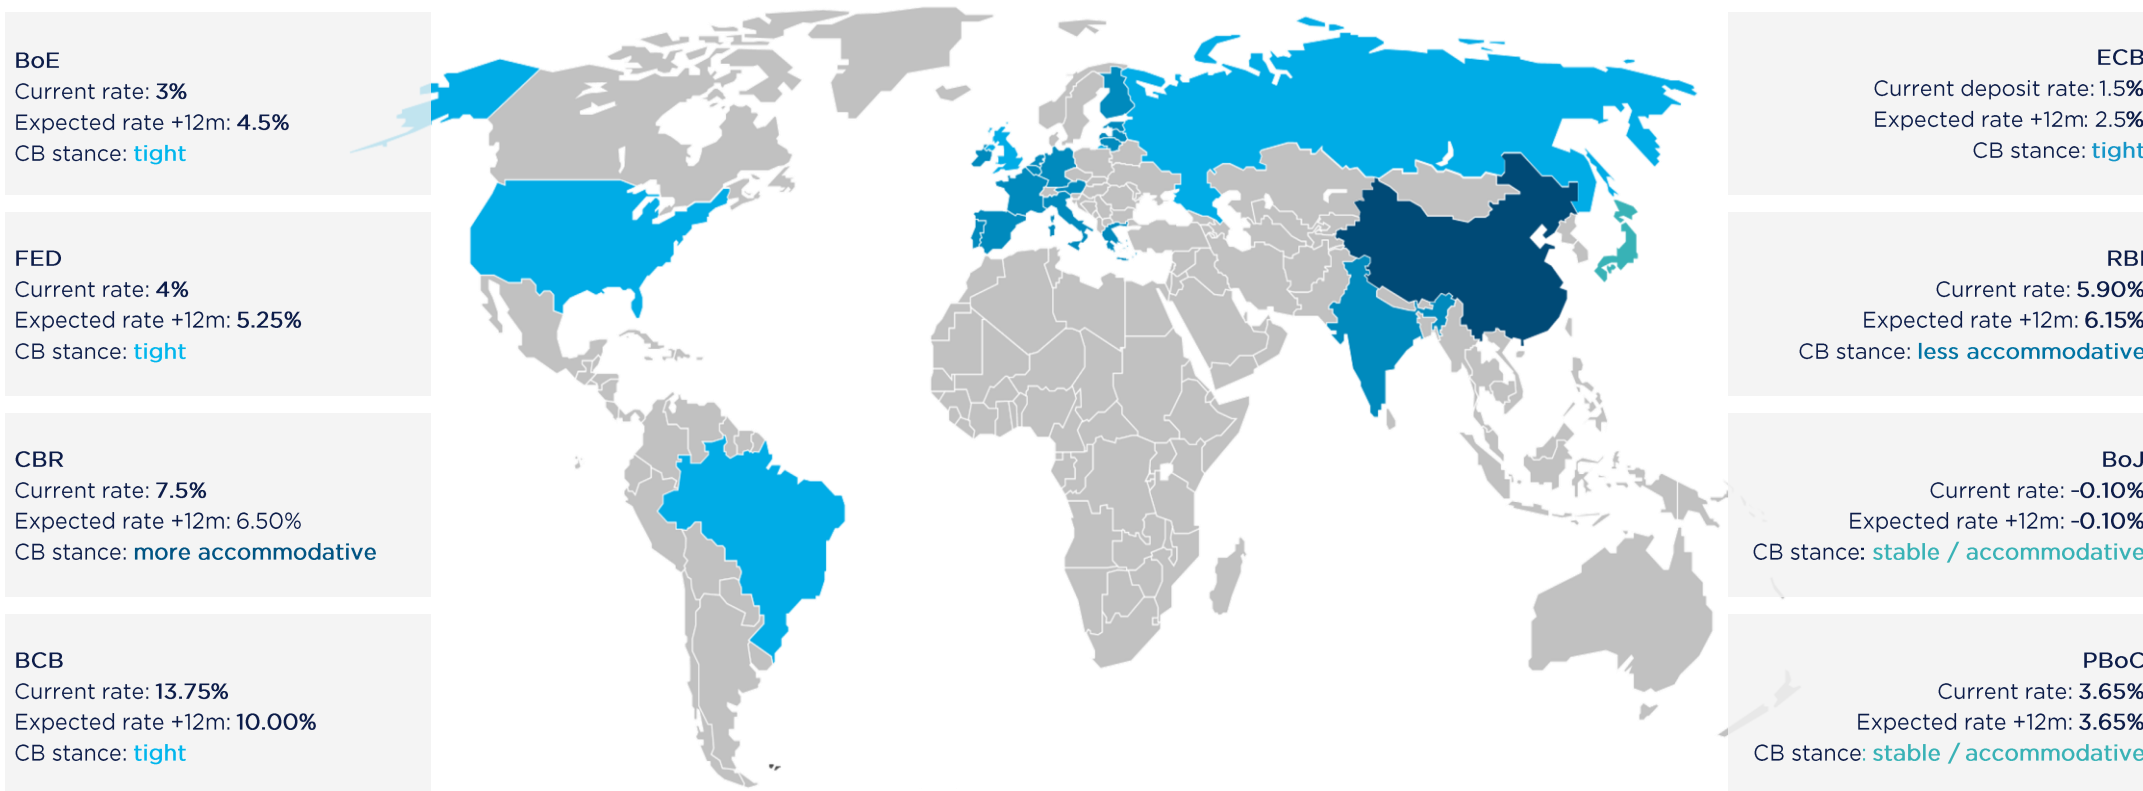 BoE
Current rate: 3%
Expected rate +12m: 4.5%
CB stance: tight
FED
Current rate: 4%
Expected rate +12m: 5.25%
CB stance: tight
CBR
Current rate: 7.5%
Expected rate +12m: 6.50%
CB stance: more accommodative
BCB
Current rate: 13.75%
Expected rate +12m: 10.00%
CB stance: tight
ECB
Current deposit rate: 1.5%
Expected rate +12m: 2.5%
CB stance: tight
RBI
Current rate: 5.90%
Expected rate +12m: 6.15%
CB stance: less accommodative
BoJ
Current rate: -0.10%
Expected rate +12m: -0.10%
CB stance: stable / accommodative
PBoC
Current rate: 3.65%
Expected rate +12m: 3.65%
CB stance: stable / accommodative